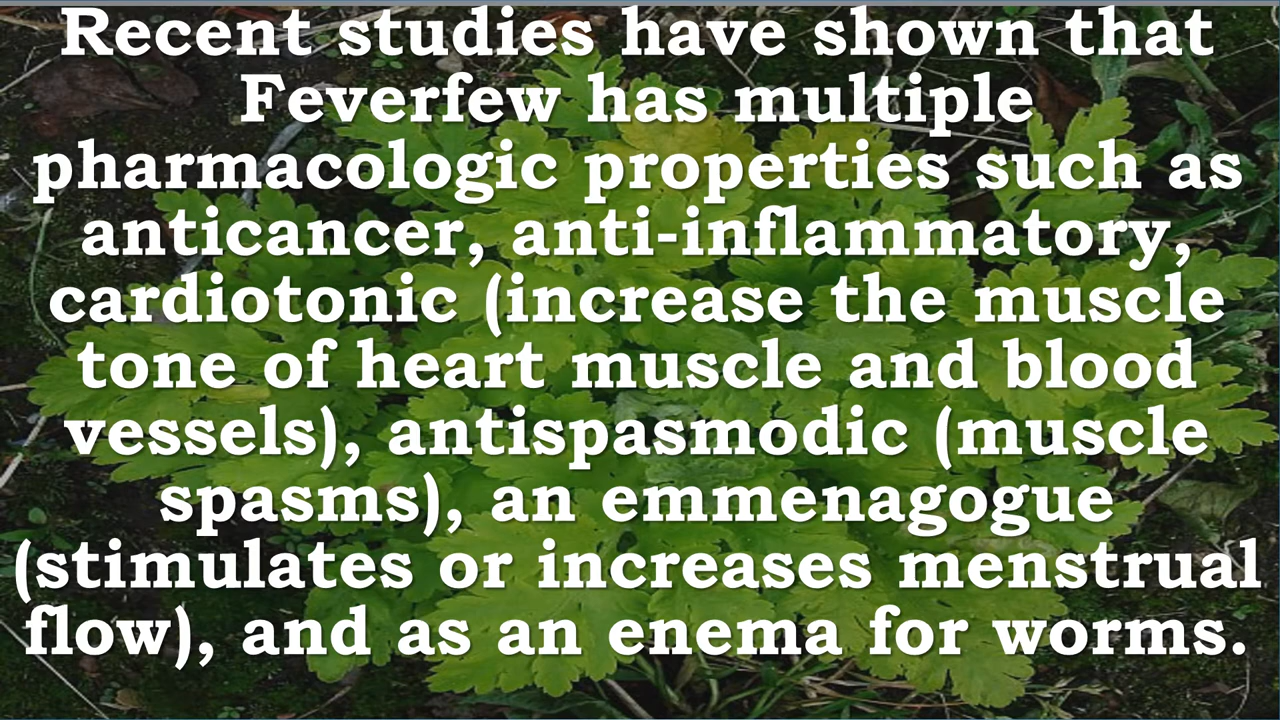 Recent studies have shown that
Feverfew has multiple
pharmacologic properties such as
anticancer, anti-inflammatory,
cardiotonic (increase the muscle
tone of heart muscle and blood
vessels), antispasmodic (muscle
spasms), an emmenagogue
(stimulates or increases menstrual
flow), and as an enema for worms.